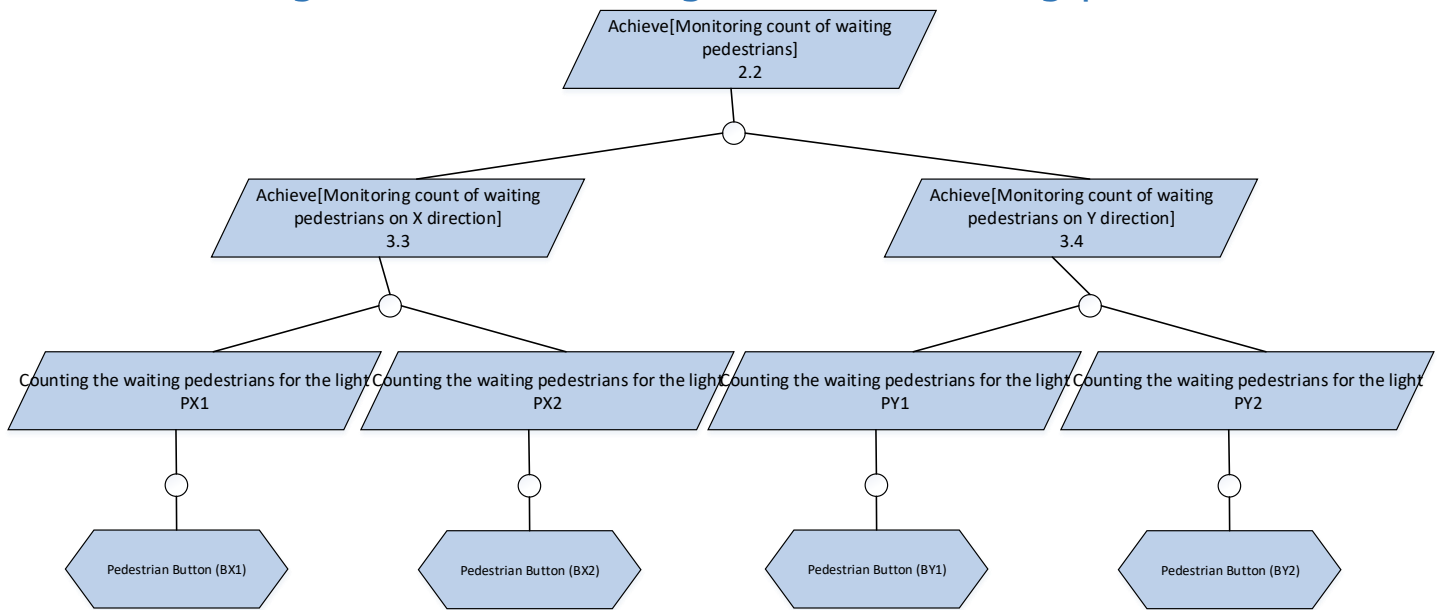 Achieve[Monitoring count of waiting
pedestrians]
2.2
Achieve[Monitoring count of waiting
pedestrians on X direction]
3.3
Achieve[Monitoring count of waiting
pedestrians on Y direction]
3.4
Counting the waiting pedestrians for the light
PX1
Counting the waiting pedestrians for the light
PX2
Counting the waiting pedestrians for the light
PY1
Counting the waiting pedestrians for the light
PY2
Pedestrian Button (BX1)
Pedestrian Button (BX2)
Pedestrian Button (BY1)
Pedestrian Button (BY2)